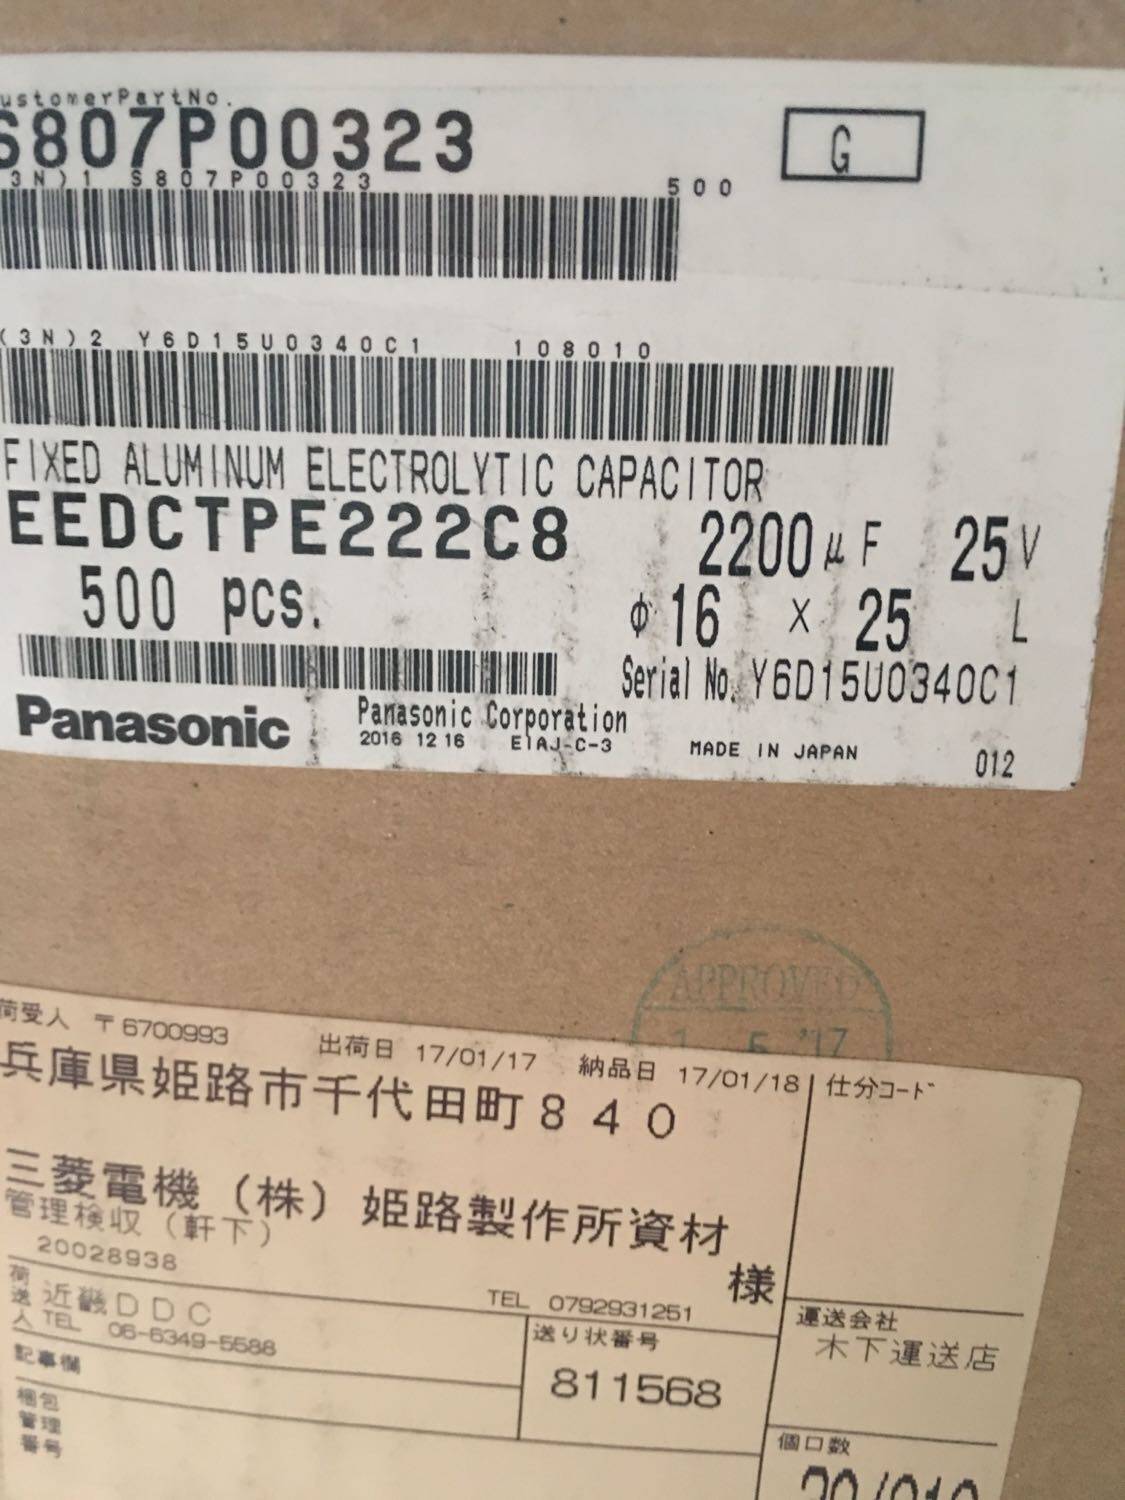 ustomerPartNo.
S807P00323
G
3N)1 S807P00323 500
(3N)2 Y6D15U0340C1 108010
FIXED ALUMINUM ELECTROLYTIC CAPACITOR
EEDCTPE222C8 2200 μF 25V
500 pcs. φ16 X 25 L
Serial No. Y6D15U0340C1
Panasonic Panasonic Corporation
2016 12 16 EIAJ-C-3 MADE IN JAPAN 012
APPROVED
1. 5. '17
荷受人 〒6700993 出荷日 17/01/17 納品日 17/01/18 仕分コード
兵庫県姫路市千代田町840
三菱電機(株)姫路製作所資材
管理検収(軒下)
様
20028938
TEL 0792931251
荷送人 近畿DDC
TEL 06-6349-5588
送り状番号
811568
運送会社
木下運送店
記事欄
梱包管理番号
個口数